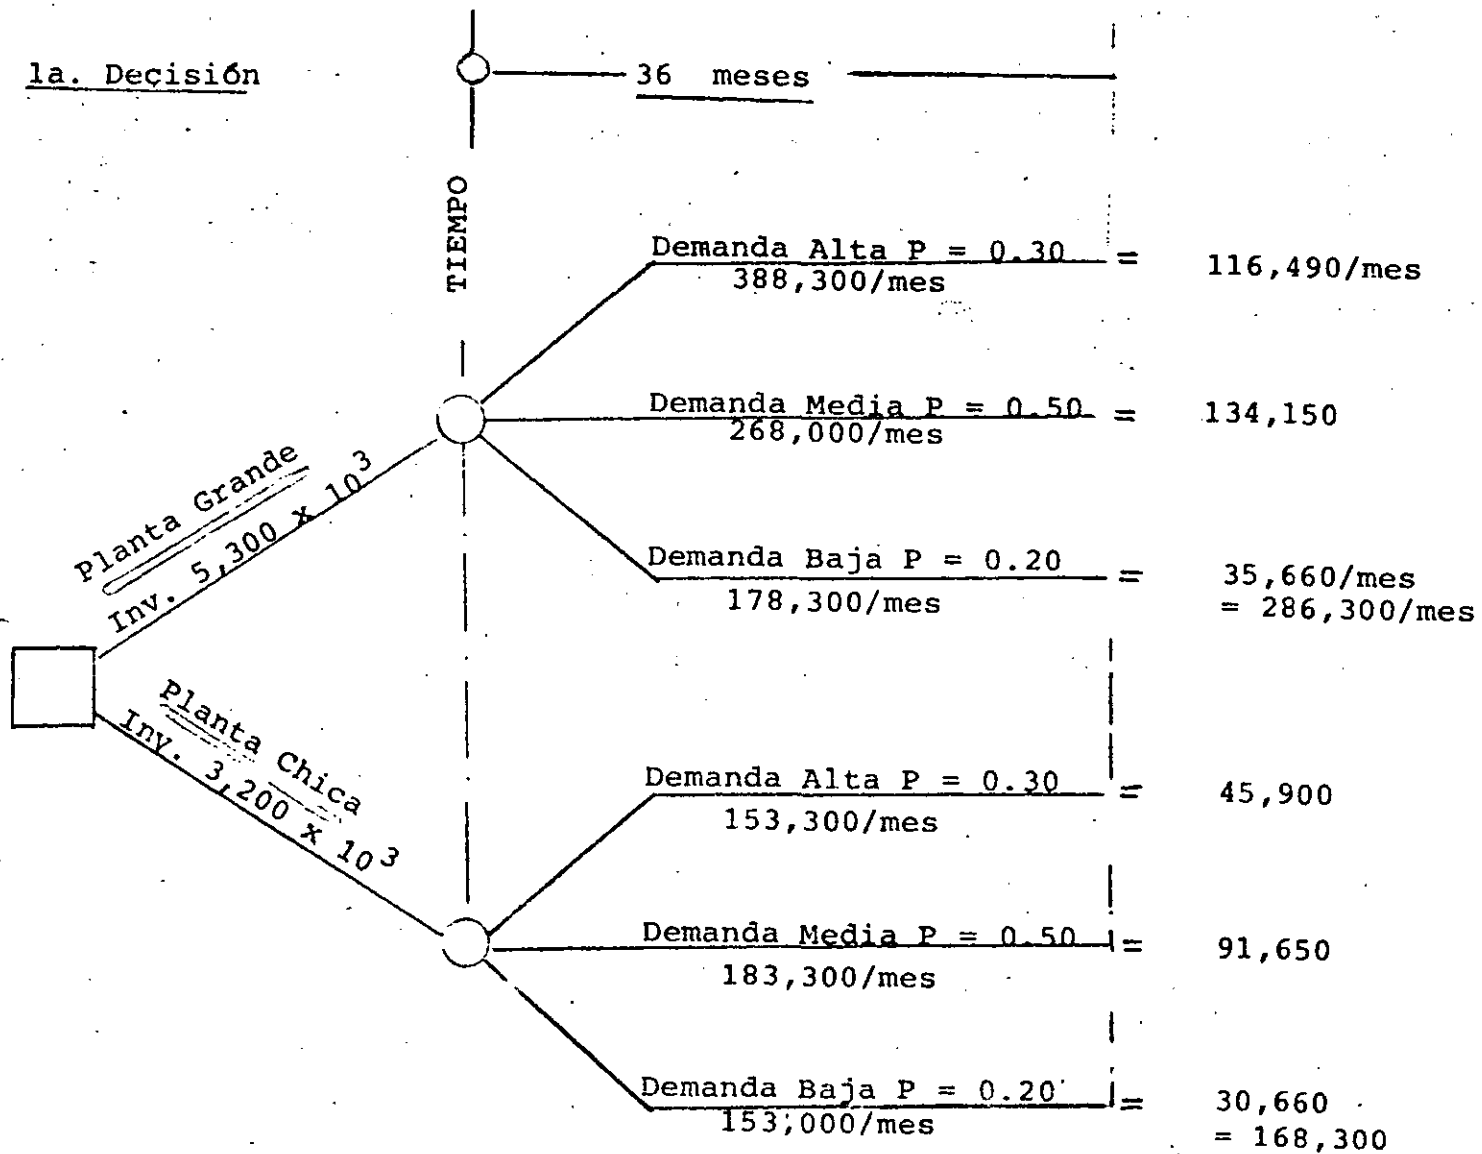 1a. Decisión
36 meses
TIEMPO
Demanda Alta P = 0.30 = 116,490/mes
388,300/mes
Demanda Media P = 0.50 = 134,150
268,000/mes
Planta Grande
Inv. 5,300 x 10³
Demanda Baja P = 0.20 = 35,660/mes
178,300/mes = 286,300/mes
Planta Chica
Inv. 3,200 x 10³
Demanda Alta P = 0.30 = 45,900
153,300/mes
Demanda Media P = 0.50 = 91,650
183,300/mes
Demanda Baja P = 0.20 = 30,660
153,000/mes = 168,300